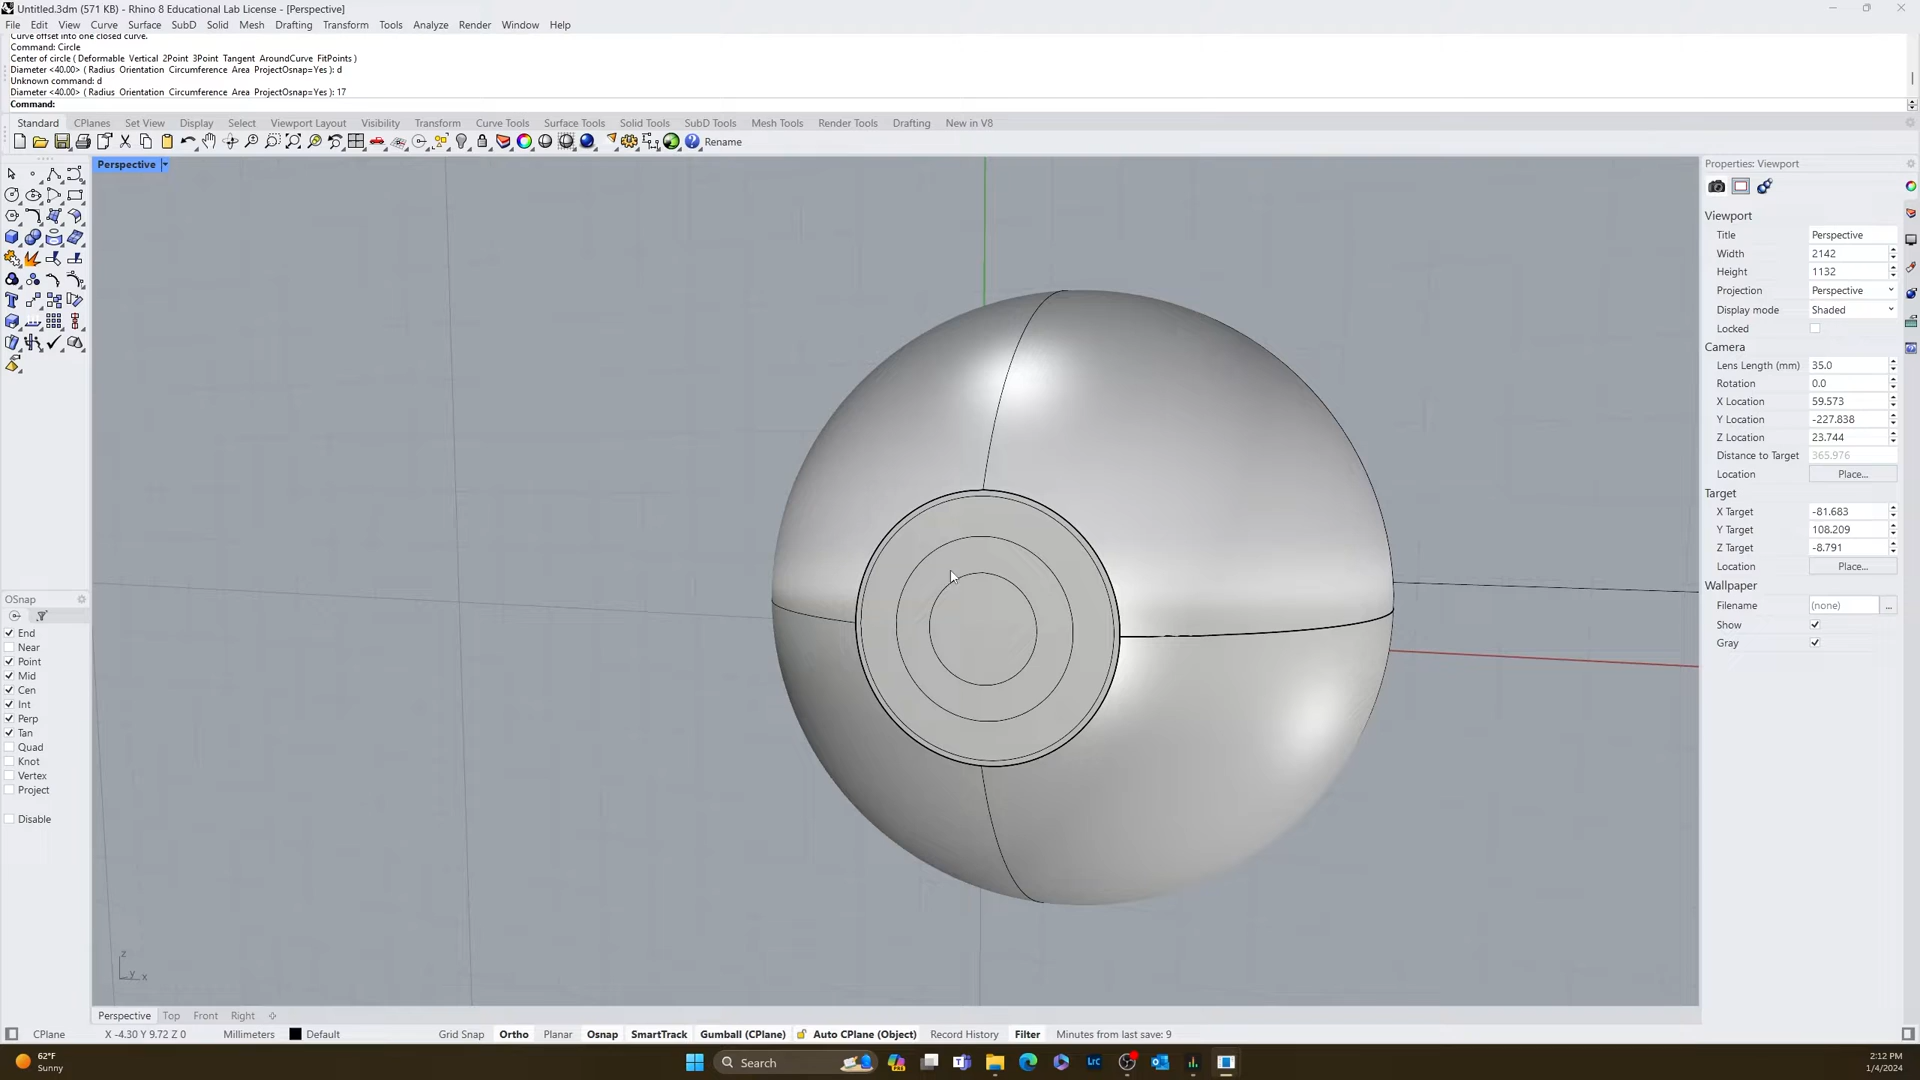 Untitled.3dm (571 KB) - Rhino 8 Educational Lab License - [Perspective]
File Edit View Curve Surface SubD Solid Mesh Drafting Transform Tools Analyze Render Window Help
Curve offset into one closed curve.
Command: Circle
Center of circle ( Deformable Vertical 2Point 3Point Tangent AroundCurve FitPoints )
Diameter <40.00> ( Radius Orientation Circumference Area ProjectOsnap=Yes ): d
Unknown command: d
Diameter <40.00> ( Radius Orientation Circumference Area ProjectOsnap=Yes ): 17
Command:
Standard CPlanes Set View Display Select Viewport Layout Visibility Transform Curve Tools Surface Tools Solid Tools SubD Tools Mesh Tools Render Tools Drafting New in V8
Rename
Perspective
Properties: Viewport
Viewport
Title Perspective
Width 2142
Height 1132
Projection Perspective
Display mode Shaded
Locked
Camera
Lens Length (mm) 35.0
Rotation 0.0
X Location 59.573
Y Location -227.838
Z Location 23.744
Distance to Target 365.976
Location Place...
Target
X Target -81.683
Y Target 108.209
Z Target -8.791
Location Place...
Wallpaper
Filename (none) ...
Show
Gray
OSnap
End
Near
Point
Mid
Cen
Int
Perp
Tan
Quad
Knot
Vertex
Project
Disable
z
y x
Perspective Top Front Right
CPlane X -4.30 Y 9.72 Z 0 Millimeters Default Grid Snap Ortho Planar Osnap SmartTrack Gumball (CPlane) Auto CPlane (Object) Record History Filter Minutes from last save: 9
62°F
Sunny
Search
LrC
2:12 PM
1/4/2024